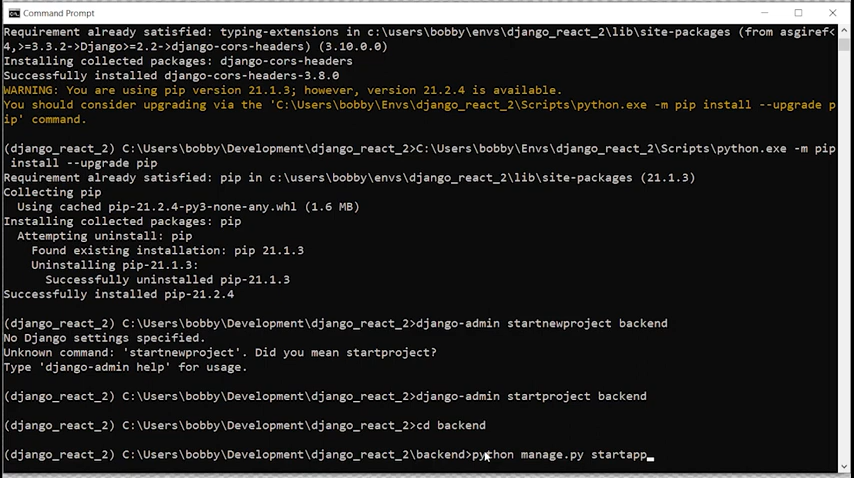 Command Prompt
Requirement already satisfied: typing-extensions in c:\users\bobby\envs\django_react_2\lib\site-packages (from asgiref<
4,>=3.3.2->Django>=2.2->django-cors-headers) (3.10.0.0)
Installing collected packages: django-cors-headers
Successfully installed django-cors-headers-3.8.0
WARNING: You are using pip version 21.1.3; however, version 21.2.4 is available.
You should consider upgrading via the 'C:\Users\bobby\Envs\django_react_2\Scripts\python.exe -m pip install --upgrade p
ip' command.
(django_react_2) C:\Users\bobby\Development\django_react_2>C:\Users\bobby\Envs\django_react_2\Scripts\python.exe -m pip
install --upgrade pip
Requirement already satisfied: pip in c:\users\bobby\envs\django_react_2\lib\site-packages (21.1.3)
Collecting pip
Using cached pip-21.2.4-py3-none-any.whl (1.6 MB)
Installing collected packages: pip
Attempting uninstall: pip
Found existing installation: pip 21.1.3
Uninstalling pip-21.1.3:
Successfully uninstalled pip-21.1.3
Successfully installed pip-21.2.4
(django_react_2) C:\Users\bobby\Development\django_react_2>django-admin startnewproject backend
No Django settings specified.
Unknown command: 'startnewproject'. Did you mean startproject?
Type 'django-admin help' for usage.
(django_react_2) C:\Users\bobby\Development\django_react_2>django-admin startproject backend
(django_react_2) C:\Users\bobby\Development\django_react_2>cd backend
(django_react_2) C:\Users\bobby\Development\django_react_2\backend>python manage.py startapp_